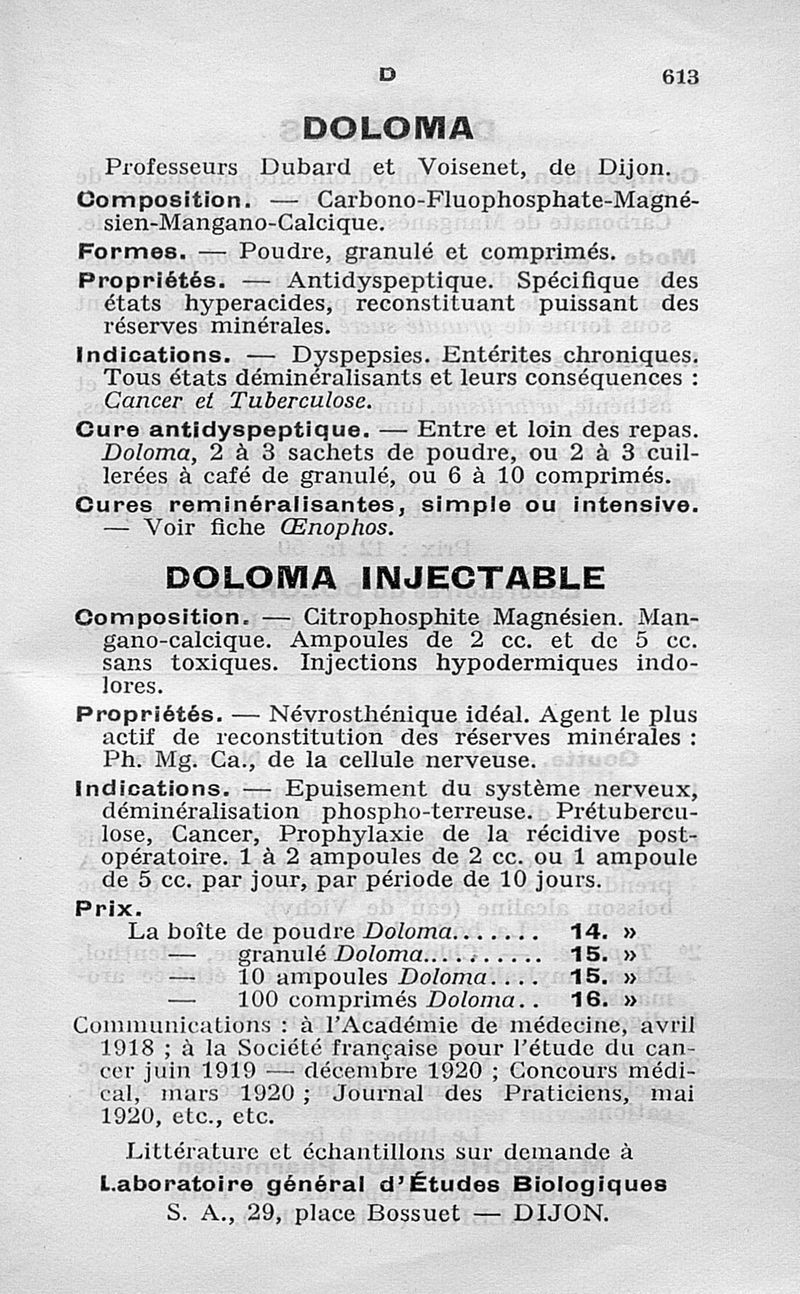 D 613
DOLOMA
Professeurs Dubard et Voisenet, de Dijon.
Composition. — Carbono-Fluophosphate-Magné-
sien-Mangano-Calcique.
Formes. — Poudre, granulé et comprimés.
Propriétés. — Antidyspeptique. Spécifique des
états hyperacides, reconstituant puissant des
réserves minérales.
Indications. — Dyspepsies. Entérites chroniques.
Tous états déminéralisants et leurs conséquences :
Cancer et Tuberculose.
Cure antidyspeptique. — Entre et loin des repas.
Doloma, 2 à 3 sachets de poudre, ou 2 à 3 cuil-
lerées à café de granulé, ou 6 à 10 comprimés.
Cures reminéralisantes, simple ou intensive.
— Voir fiche Œnophos.
DOLOMA INJECTABLE
Composition. — Citrophosphite Magnésien. Man-
gano-calcique. Ampoules de 2 cc. et de 5 cc.
sans toxiques. Injections hypodermiques indo-
lores.
Propriétés. — Névrosthénique idéal. Agent le plus
actif de reconstitution des réserves minérales :
Ph. Mg. Ca., de la cellule nerveuse.
Indications. — Epuisement du système nerveux,
déminéralisation phospho-terreuse. Prétubercu-
lose, Cancer, Prophylaxie de la récidive post-
opératoire. 1 à 2 ampoules de 2 cc. ou 1 ampoule
de 5 cc. par jour, par période de 10 jours.
Prix.
La boîte de poudre Doloma....... 14. »
— granulé Doloma........... 15. »
— 10 ampoules Doloma.... 15. »
— 100 comprimés Doloma.. 16. »
Communications : à l'Académie de médecine, avril
1918 ; à la Société française pour l'étude du can-
cer juin 1919 — décembre 1920 ; Concours médi-
cal, mars 1920 ; Journal des Praticiens, mai
1920, etc., etc.
Littérature et échantillons sur demande à
Laboratoire général d'Études Biologiques
S. A., 29, place Bossuet — DIJON.